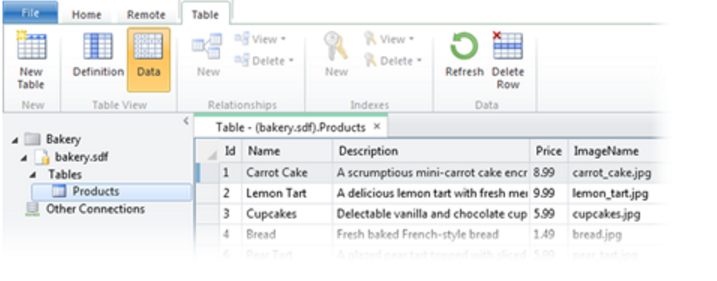 File Home Remote Table
New Table
Definition
Data
New
View
Delete
New
View
Delete
Refresh
Delete Row
New Table View Relationships Indexes Data
Bakery
bakery.sdf
Tables
Products
Other Connections
Table - (bakery.sdf).Products ×
Id Name Description Price ImageName
1 Carrot Cake A scrumptious mini-carrot cake encr 8.99 carrot_cake.jpg
2 Lemon Tart A delicious lemon tart with fresh mer 9.99 lemon_tart.jpg
3 Cupcakes Delectable vanilla and chocolate cup 5.99 cupcakes.jpg
4 Bread Fresh baked French-style bread 1.49 bread.jpg
Pear Tart A glazed pear tart topped with sliced 5.99 pear_tart.jpg